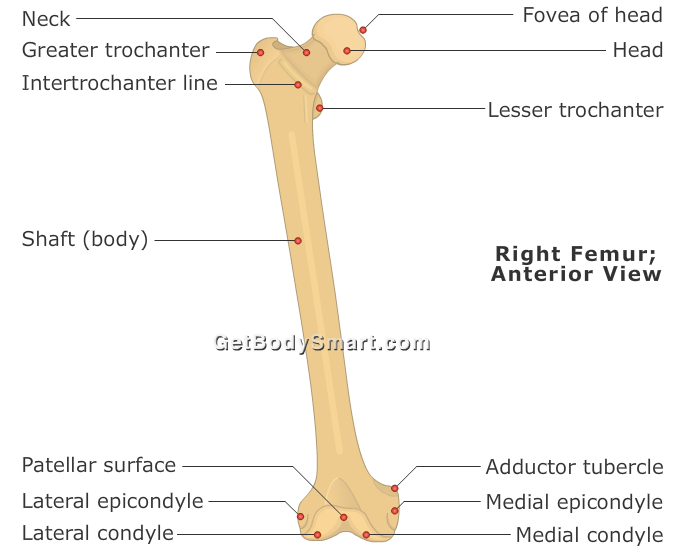 Neck
Fovea of head
Greater trochanter
Head
Intertrochanter line
Lesser trochanter
Shaft (body)
Right Femur;
Anterior View
GetBodySmart.com
Patellar surface
Adductor tubercle
Lateral epicondyle
Medial epicondyle
Lateral condyle
Medial condyle